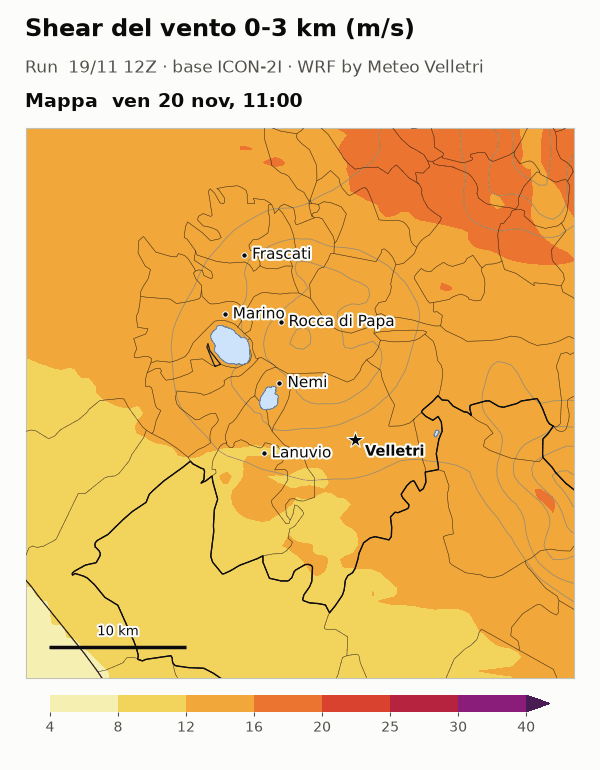 Shear del vento 0-3 km (m/s)
Run  19/11 12Z · base ICON-2I · WRF by Meteo Velletri
Mappa  ven 20 nov, 11:00
Frascati
Marino
Rocca di Papa
Nemi
Velletri
Lanuvio
10 km
4 8 12 16 20 25 30 40